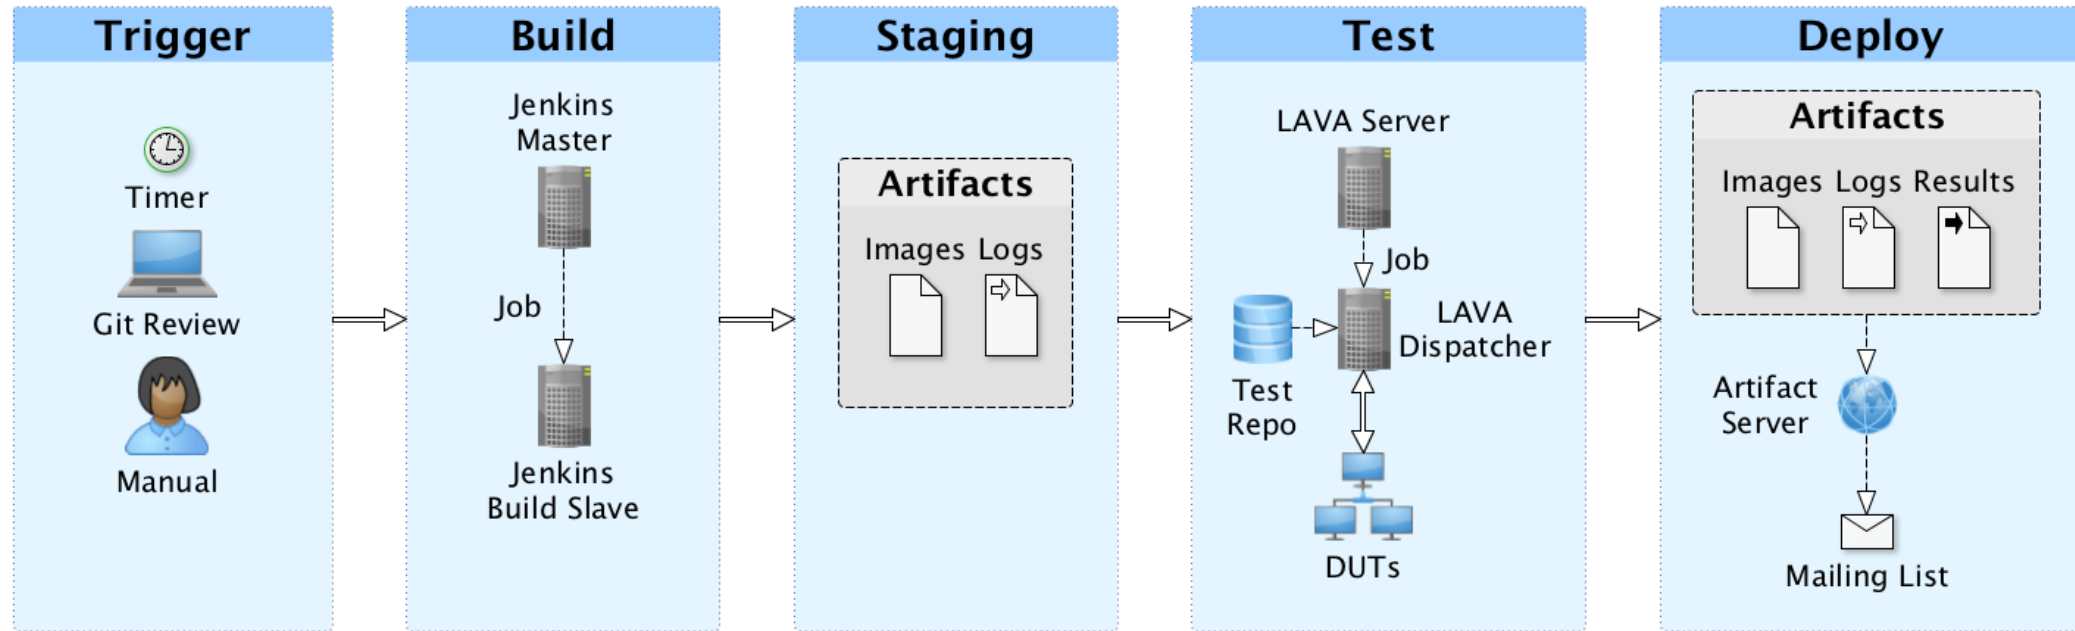 Trigger
Timer
Git Review
Manual
Build
Jenkins
Master
Job
Jenkins
Build Slave
Staging
Artifacts
Images Logs
Test
LAVA Server
Job
LAVA
Dispatcher
Test
Repo
DUTs
Deploy
Artifacts
Images Logs Results
Artifact
Server
Mailing List